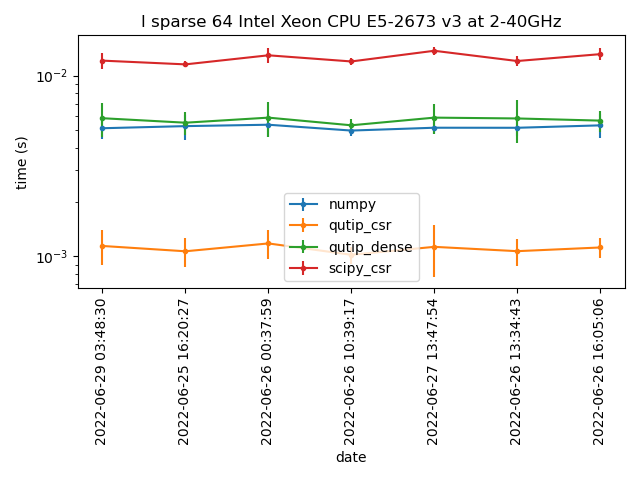 I sparse 64 Intel Xeon CPU E5-2673 v3 at 2-40GHz
time (s)
10⁻²
10⁻³
numpy
qutip_csr
qutip_dense
scipy_csr
2022-06-29 03:48:30
2022-06-25 16:20:27
2022-06-26 00:37:59
2022-06-26 10:39:17
2022-06-27 13:47:54
2022-06-26 13:34:43
2022-06-26 16:05:06
date